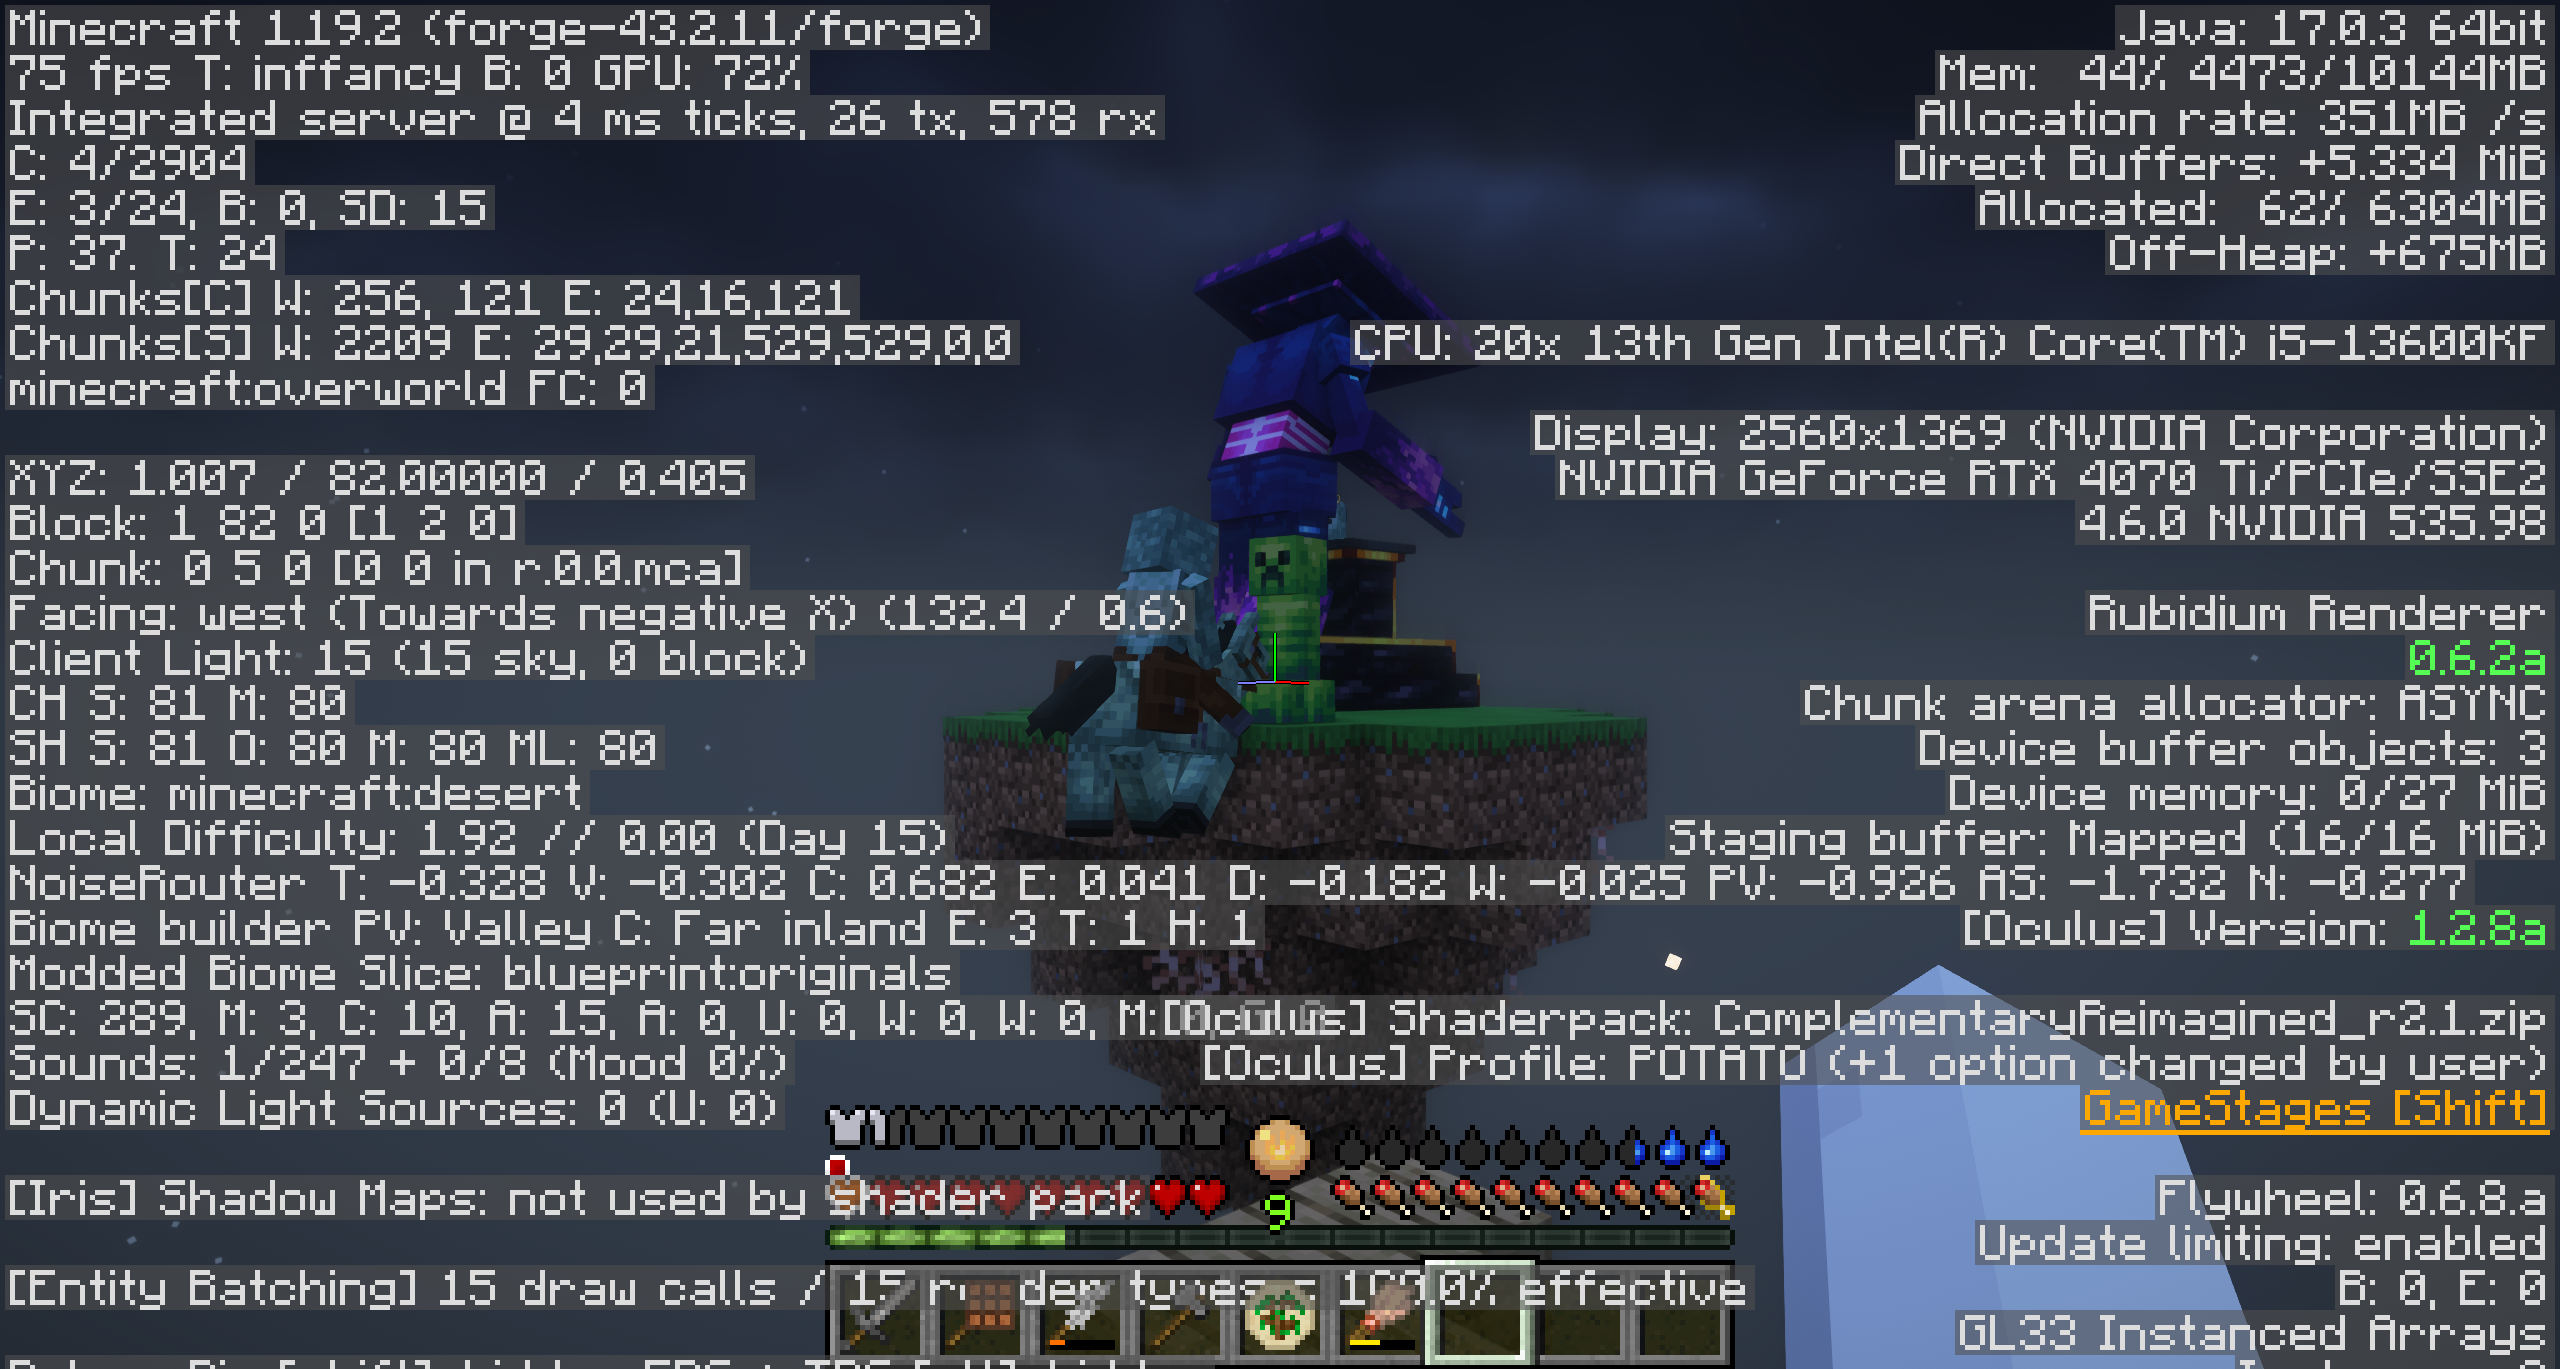 Minecraft 1.19.2 (forge-43.2.11/forge)
75 fps T: inffancy B: 0 GPU: 72%
Integrated server @ 4 ms ticks, 26 tx, 578 rx
C: 4/2904
E: 3/24, B: 0, SD: 15
P: 37. T: 24
Chunks[C] W: 256, 121 E: 24,16,121
Chunks[S] W: 2209 E: 29,29,21,529,529,0,0
minecraft:overworld FC: 0
XYZ: 1.007 / 82.00000 / 0.405
Block: 1 82 0 [1 2 0]
Chunk: 0 5 0 [0 0 in r.0.0.mca]
Facing: west (Towards negative X) (132.4 / 0.6)
Client Light: 15 (15 sky, 0 block)
CH S: 81 M: 80
SH S: 81 O: 80 M: 80 ML: 80
Biome: minecraft:desert
Local Difficulty: 1.92 // 0.00 (Day 15)
NoiseRouter T: -0.328 V: -0.302 C: 0.682 E: 0.041 D: -0.182 W: -0.025 PV: -0.926 AS: -1.732 N: -0.277
Biome builder PV: Valley C: Far inland E: 3 T: 1 H: 1
Modded Biome Slice: blueprint:originals
SC: 289, M: 3, C: 10, A: 15, A: 0, U: 0, W: 0, W: 0, M:
Sounds: 1/247 + 0/8 (Mood 0%)
Dynamic Light Sources: 0 (U: 0)
[Iris] Shadow Maps: not used by shader pack
[Entity Batching] 15 draw calls / 15 render types = 100.0% effective
Java: 17.0.3 64bit
Mem: 44% 4473/10144MB
Allocation rate: 351MB /s
Direct Buffers: +5.334 MiB
Allocated: 62% 6304MB
Off-Heap: +675MB
CPU: 20x 13th Gen Intel(R) Core(TM) i5-13600KF
Display: 2560x1369 (NVIDIA Corporation)
NVIDIA GeForce RTX 4070 Ti/PCIe/SSE2
4.6.0 NVIDIA 535.98
Rubidium Renderer
0.6.2a
Chunk arena allocator: ASYNC
Device buffer objects: 3
Device memory: 0/27 MiB
Staging buffer: Mapped (16/16 MiB)
[Oculus] Version: 1.2.8a
[Oculus] Shaderpack: ComplementaryReimagined_r2.1.zip
[Oculus] Profile: POTATO (+1 option changed by user)
GameStages [Shift]
Flywheel: 0.6.8.a
Update limiting: enabled
B: 0, E: 0
GL33 Instanced Arrays
9